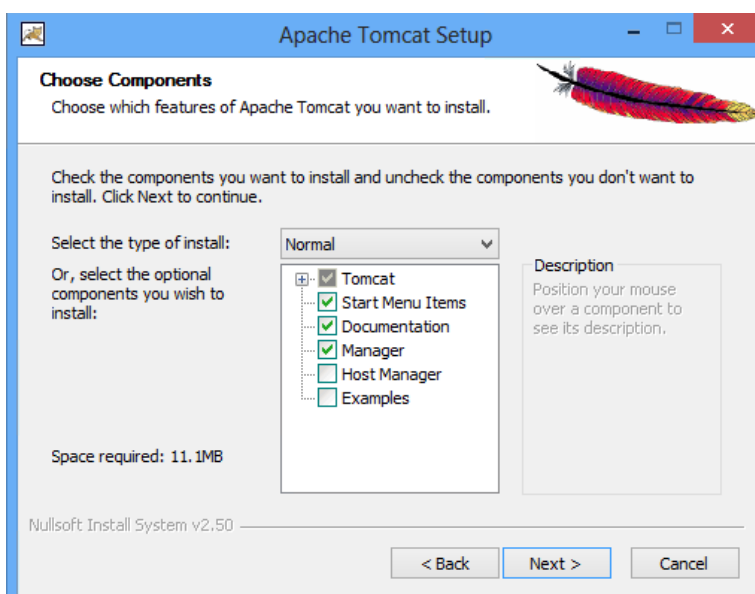 Apache Tomcat Setup
Choose Components
Choose which features of Apache Tomcat you want to install.
Check the components you want to install and uncheck the components you don't want to
install. Click Next to continue.
Select the type of install:
Normal
Or, select the optional
components you wish to
install:
Tomcat
Start Menu Items
Documentation
Manager
Host Manager
Examples
Description
Position your mouse
over a component to
see its description.
Space required: 11.1MB
Nullsoft Install System v2.50
< Back
Next >
Cancel